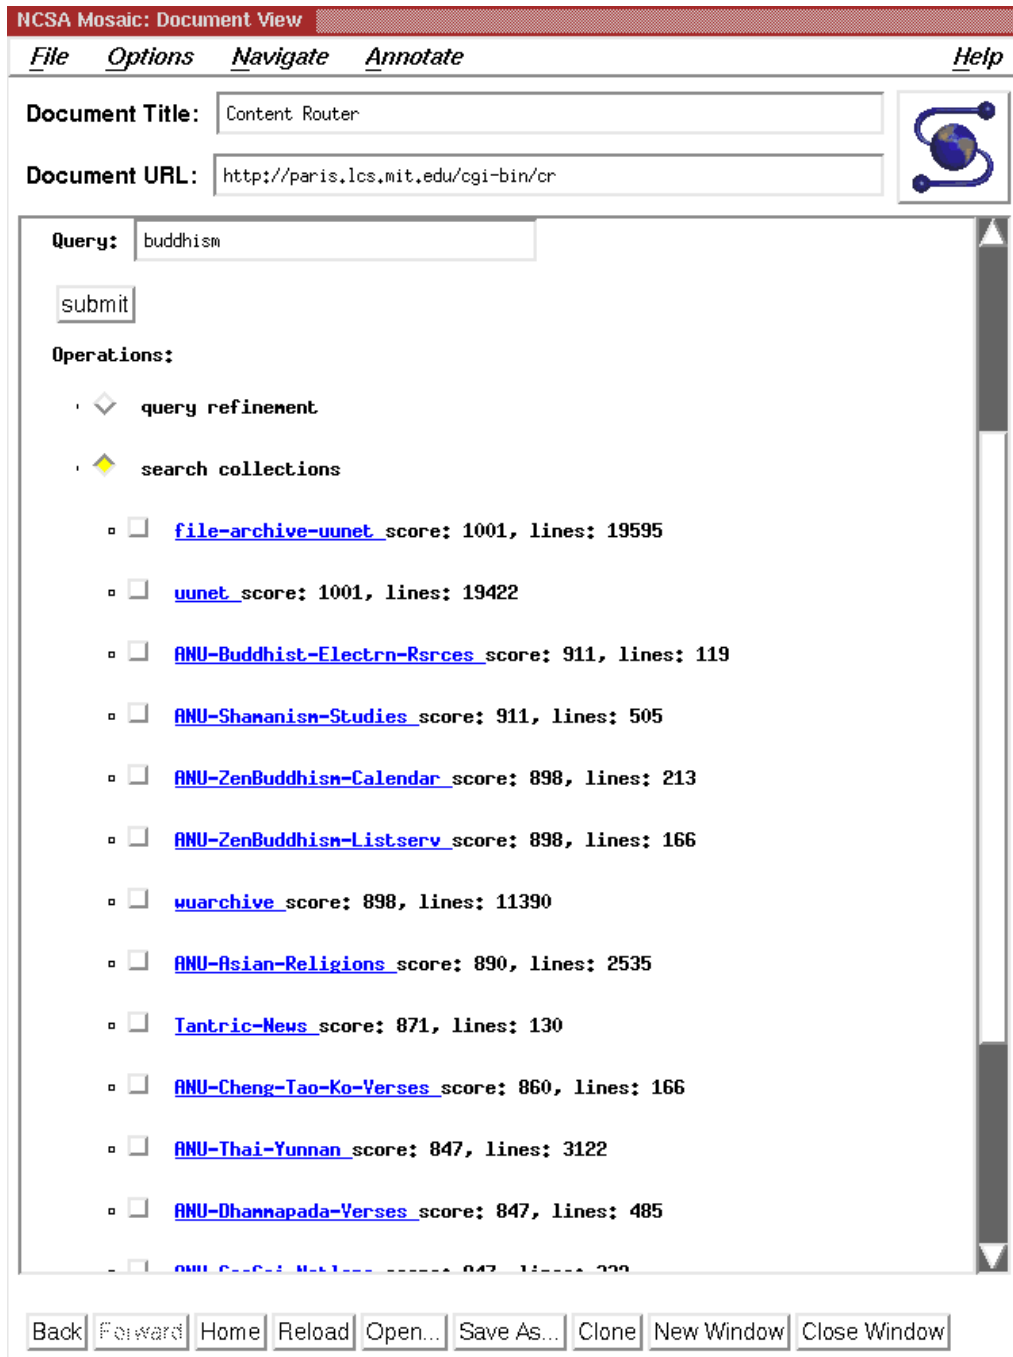 NCSA Mosaic: Document View
File Options Navigate Annotate Help
Document Title: Content Router
Document URL: http://paris.lcs.mit.edu/cgi-bin/cr
Query: buddhism
submit
Operations:
query refinement
search collections
file-archive-uunet score: 1001, lines: 19595
uunet score: 1001, lines: 19422
ANU-Buddhist-Electrn-Rsrces score: 911, lines: 119
ANU-Shamanism-Studies score: 911, lines: 505
ANU-ZenBuddhism-Calendar score: 898, lines: 213
ANU-ZenBuddhism-Listserv score: 898, lines: 166
wuarchive score: 898, lines: 11390
ANU-Asian-Religions score: 890, lines: 2535
Tantric-News score: 871, lines: 130
ANU-Cheng-Tao-Ko-Verses score: 860, lines: 166
ANU-Thai-Yunnan score: 847, lines: 3122
ANU-Dhammapada-Verses score: 847, lines: 485
Back Forward Home Reload Open... Save As... Clone New Window Close Window